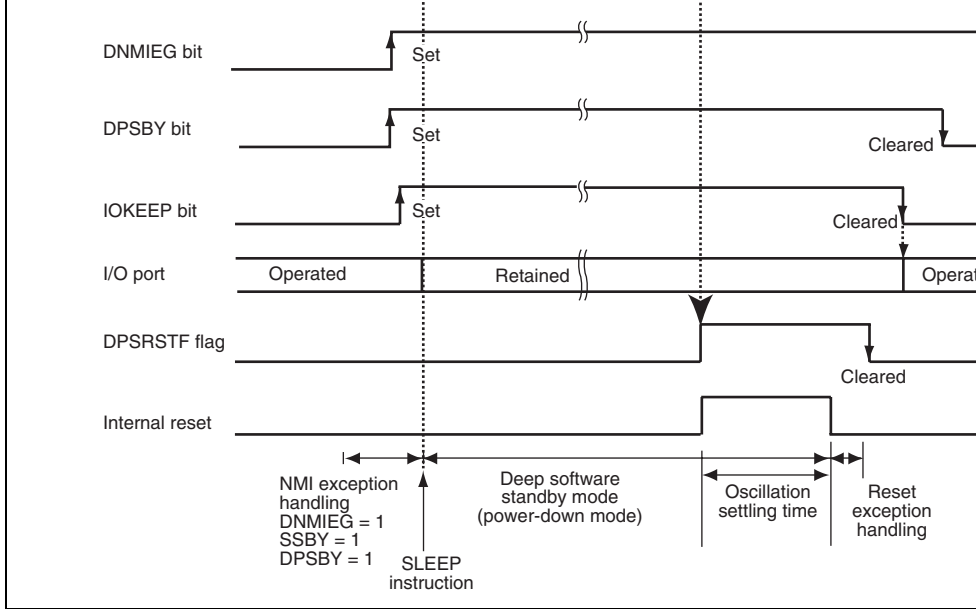 DNMIEG bit
Set
DPSBY bit
Set
Cleared
IOKEEP bit
Set
Cleared
I/O port
Operated
Retained
Operat
DPSRSTF flag
Cleared
Internal reset
NMI exception
handling
DNMIEG = 1
SSBY = 1
DPSBY = 1
SLEEP
instruction
Deep software
standby mode
(power-down mode)
Oscillation
settling time
Reset
exception
handling